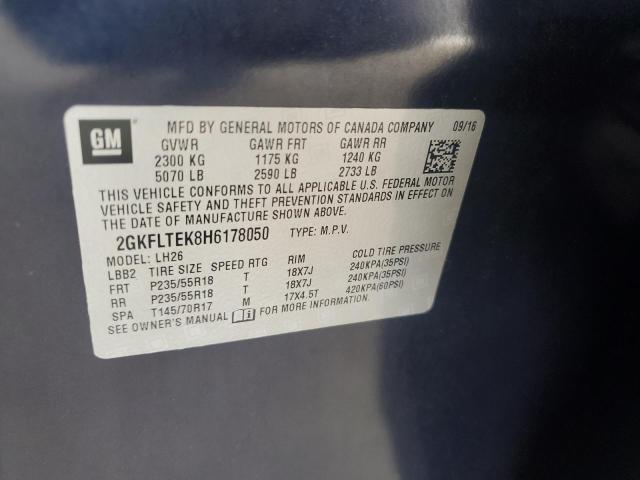 GM
MFD BY GENERAL MOTORS OF CANADA COMPANY 09/16
GVWR GAWR FRT GAWR RR
2300 KG 1175 KG 1240 KG
5070 LB 2590 LB 2733 LB
THIS VEHICLE CONFORMS TO ALL APPLICABLE U.S. FEDERAL MOTOR
VEHICLE SAFETY AND THEFT PREVENTION STANDARDS IN EFFECT ON
THE DATE OF MANUFACTURE SHOWN ABOVE.
2GKFLTEK8H6178050 TYPE: M.P.V.
MODEL: LH26
LBB2 TIRE SIZE SPEED RTG RIM COLD TIRE PRESSURE
FRT P235/55R18 T 18X7J 240KPA(35PSI)
RR P235/55R18 T 18X7J 240KPA(35PSI)
SPA T145/70R17 M 17X4.5T 420KPA(60PSI)
SEE OWNER'S MANUAL FOR MORE INFORMATION.